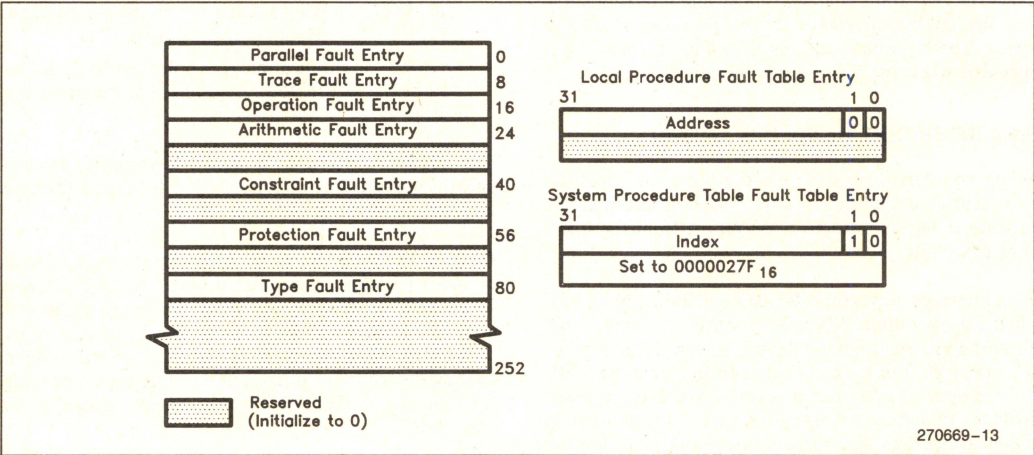 Parallel Fault Entry 0
Trace Fault Entry 8
Operation Fault Entry 16
Arithmetic Fault Entry 24
Constraint Fault Entry 40
Protection Fault Entry 56
Type Fault Entry 80
252
Reserved
(Initialize to 0)
Local Procedure Fault Table Entry
31 1 0
Address 0 0
System Procedure Table Fault Table Entry
31 1 0
Index 1 0
Set to 0000027F16
270669-13